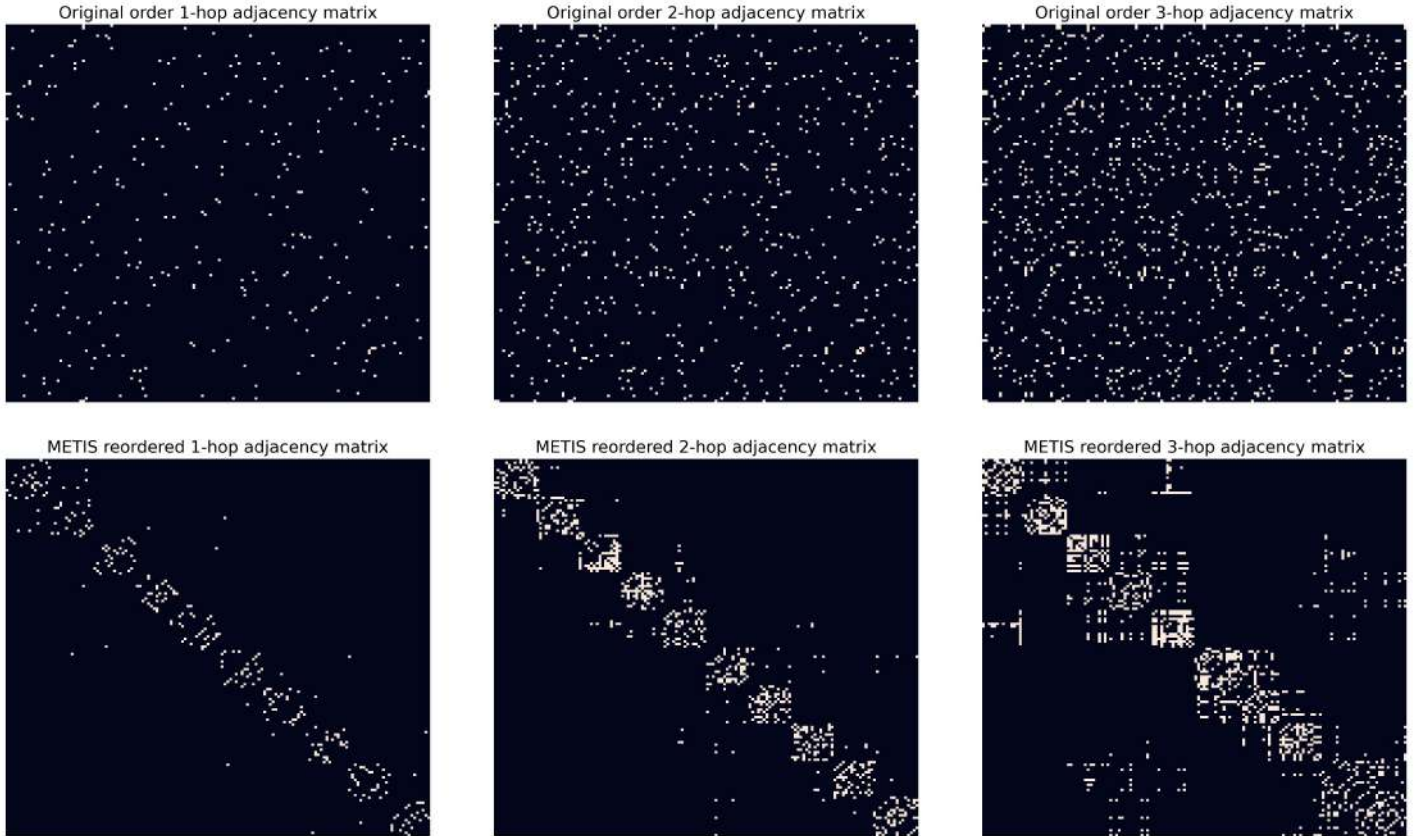 Original order 1-hop adjacency matrix
Original order 2-hop adjacency matrix
Original order 3-hop adjacency matrix
METIS reordered 1-hop adjacency matrix
METIS reordered 2-hop adjacency matrix
METIS reordered 3-hop adjacency matrix